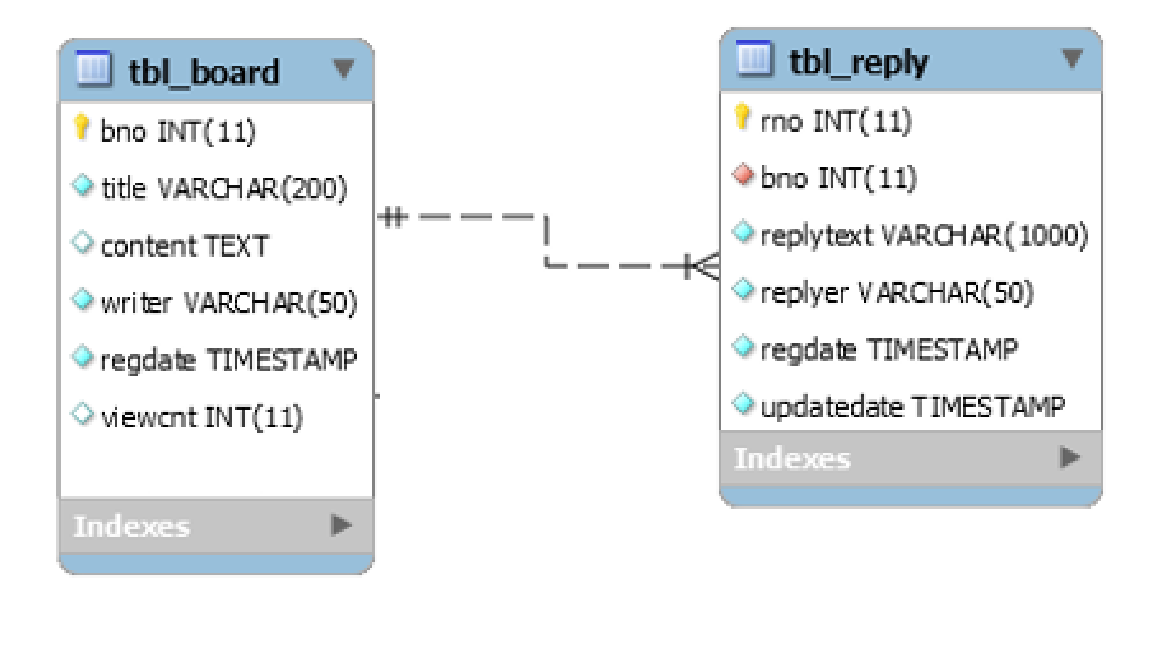 tbl_board
bno INT(11)
title VARCHAR(200)
content TEXT
writer VARCHAR(50)
regdate TIMESTAMP
viewcnt INT(11)
Indexes
tbl_reply
rno INT(11)
bno INT(11)
replytext VARCHAR(1000)
replyer VARCHAR(50)
regdate TIMESTAMP
updatedate TIMESTAMP
Indexes